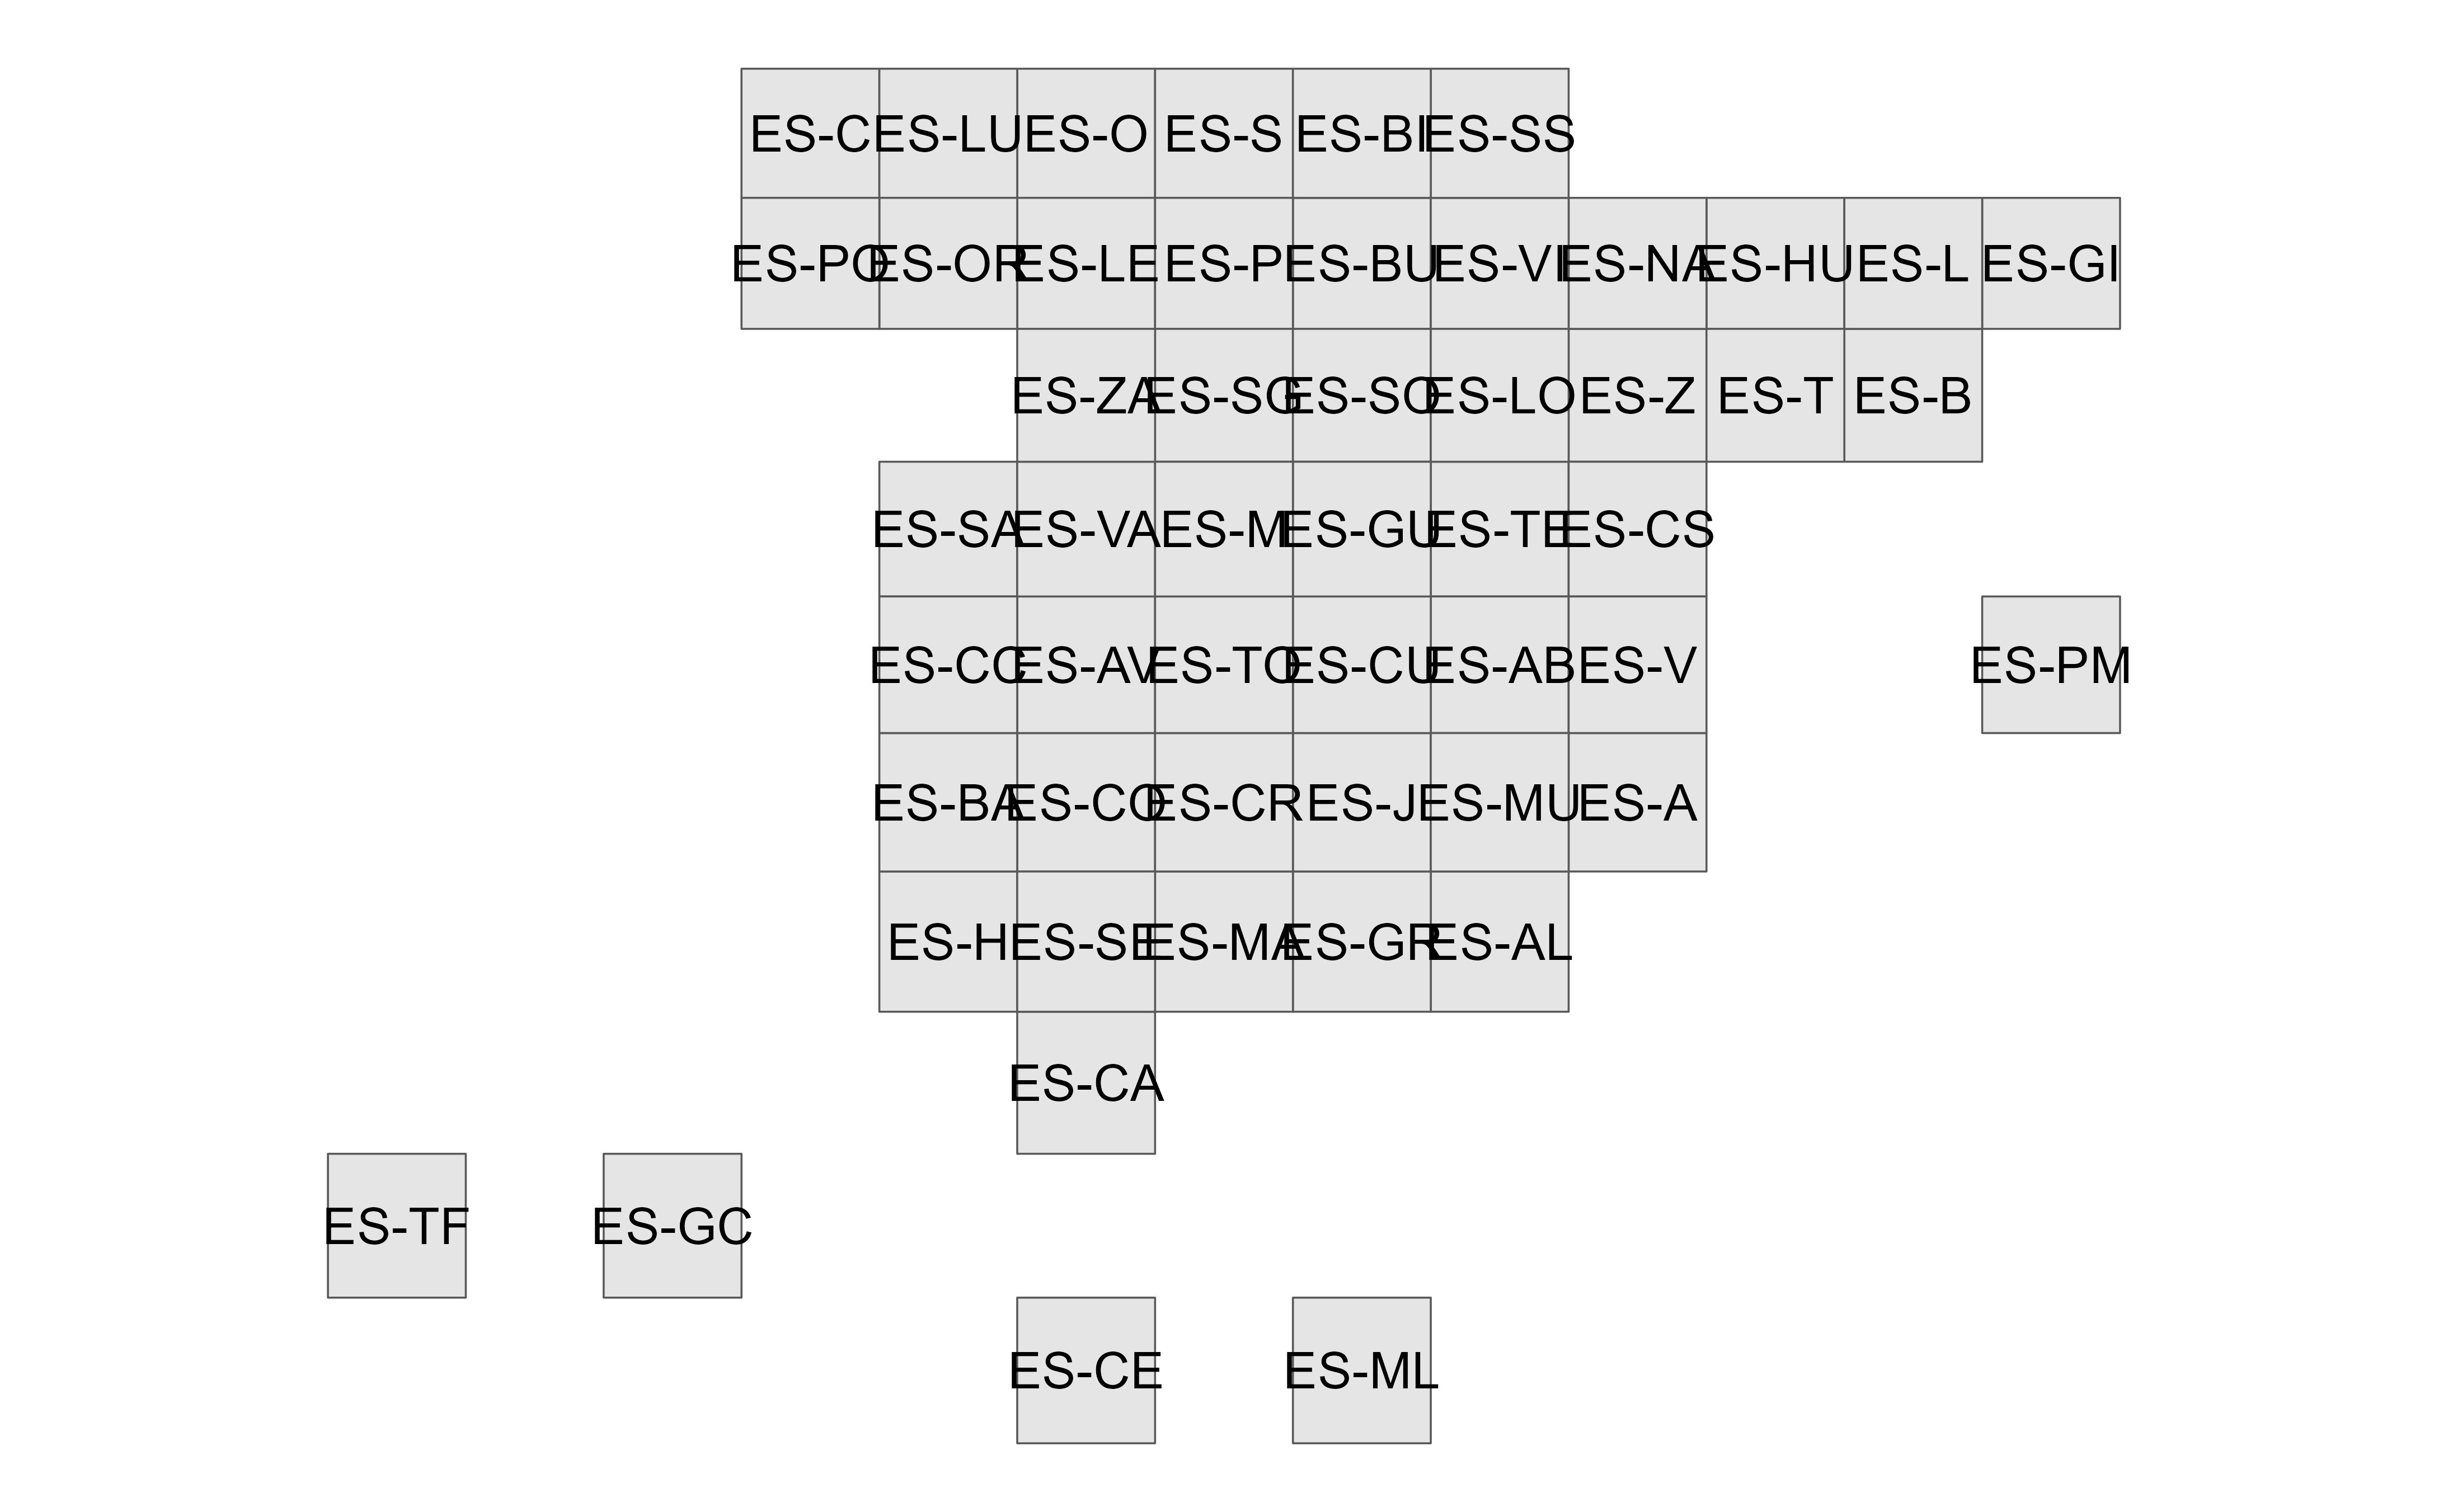 ES-C ES-LU ES-O ES-S ES-BI ES-SS
ES-PO ES-OR ES-LE ES-P ES-BU ES-VI ES-NA ES-HU ES-L ES-GI
ES-ZA ES-SG ES-SO ES-LO ES-Z ES-T ES-B
ES-SA ES-VA ES-M ES-GU ES-TE ES-CS
ES-CC ES-AV ES-TO ES-CU ES-AB ES-V ES-PM
ES-BA ES-CO ES-CR ES-J ES-MU ES-A
ES-H ES-SE ES-MA ES-GR ES-AL
ES-CA
ES-TF ES-GC
ES-CE ES-ML